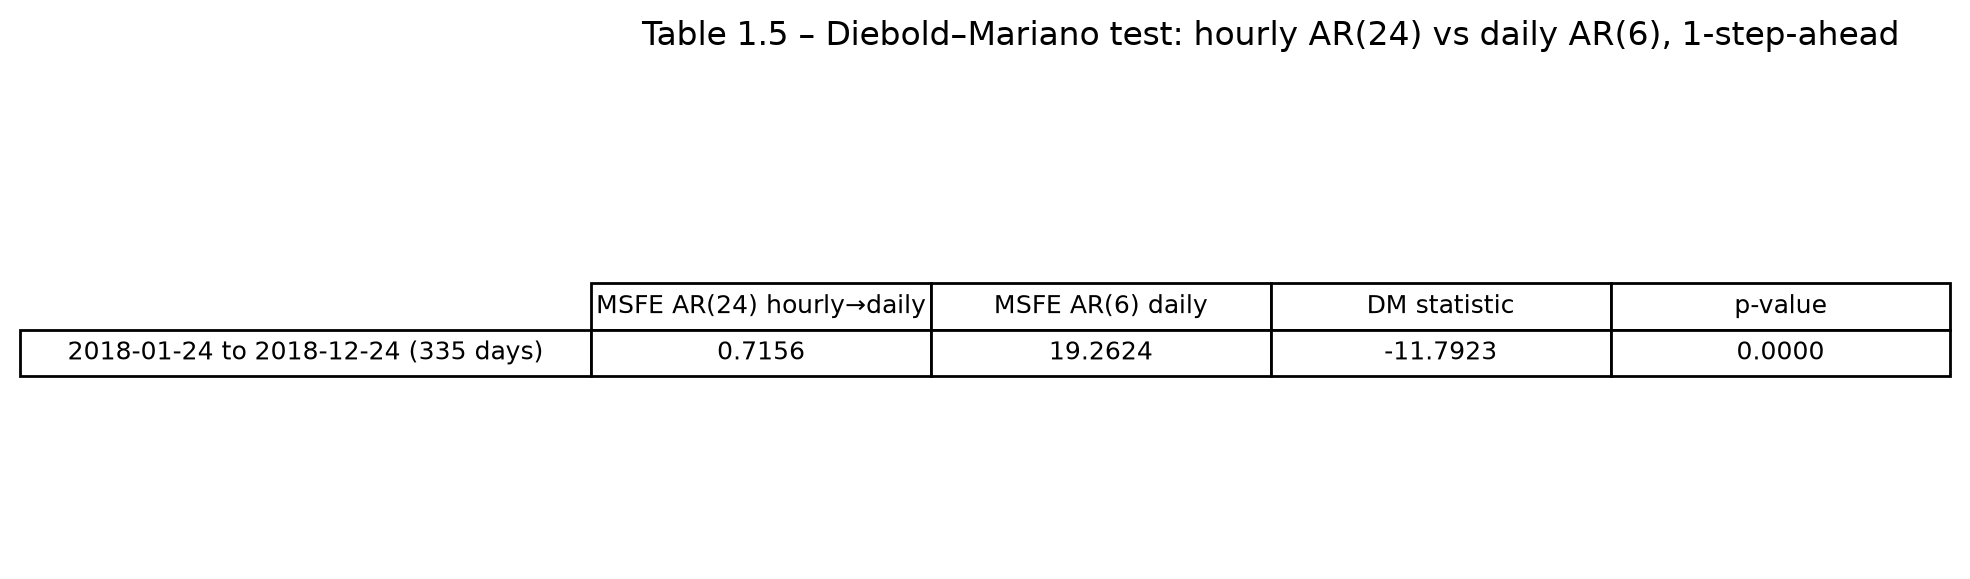 Table 1.5 – Diebold–Mariano test: hourly AR(24) vs daily AR(6), 1-step-ahead
MSFE AR(24) hourly→daily MSFE AR(6) daily DM statistic p-value
2018-01-24 to 2018-12-24 (335 days) 0.7156 19.2624 -11.7923 0.0000